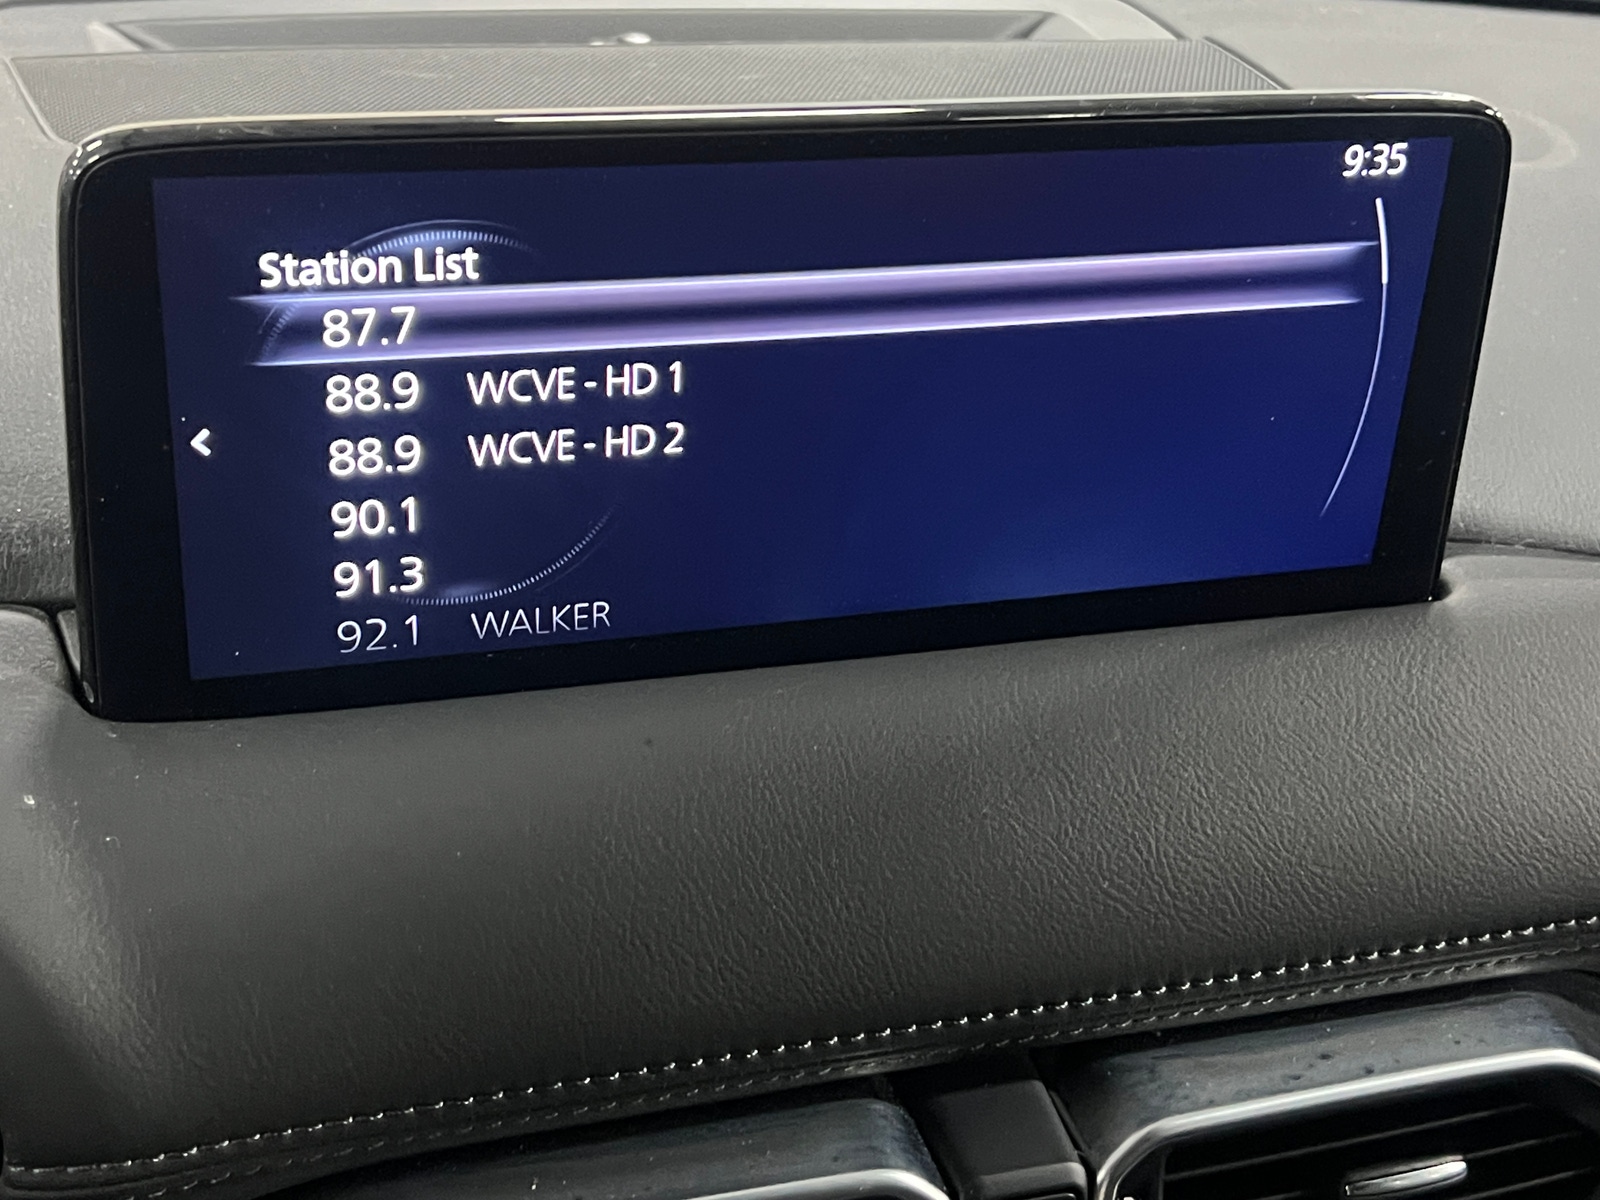 9:35
Station List
87.7
88.9 WCVE - HD 1
88.9 WCVE - HD 2
90.1
91.3
92.1 WALKER